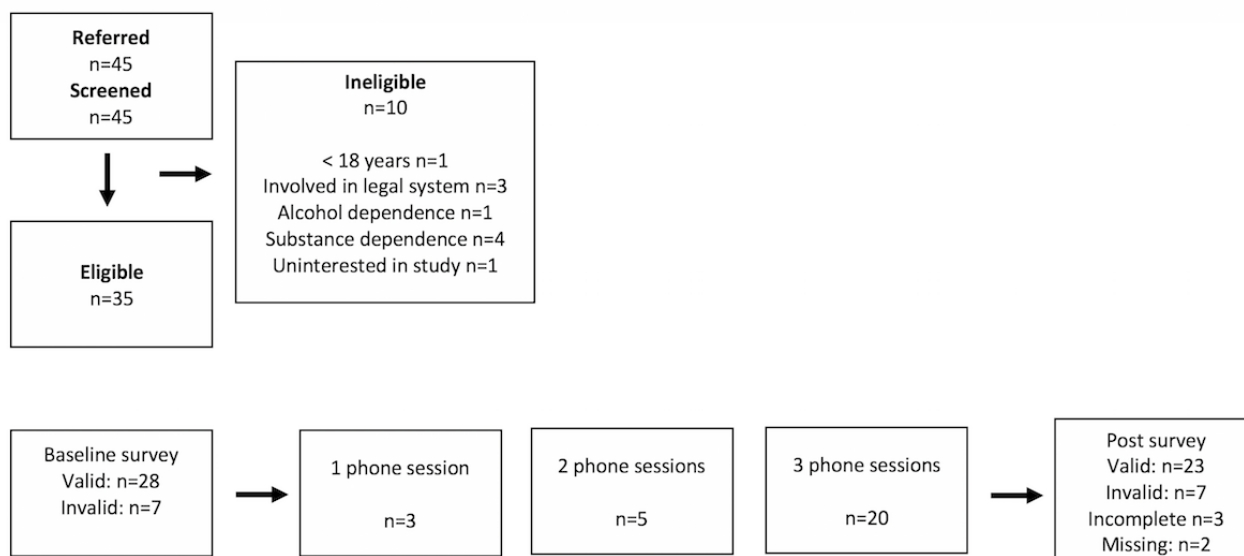 Referred
n=45
Screened
n=45
Ineligible
n=10
< 18 years n=1
Involved in legal system n=3
Alcohol dependence n=1
Substance dependence n=4
Uninterested in study n=1
Eligible
n=35
Baseline survey
Valid: n=28
Invalid: n=7
1 phone session
n=3
2 phone sessions
n=5
3 phone sessions
n=20
Post survey
Valid: n=23
Invalid: n=7
Incomplete n=3
Missing: n=2